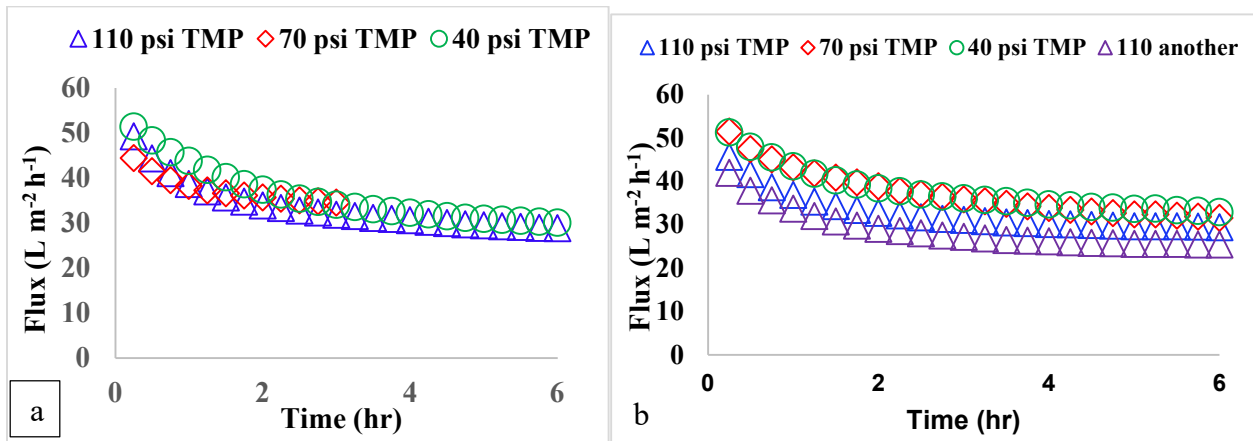 110 psi TMP 70 psi TMP 40 psi TMP
60
50
40
30
20
10
0
0 2 4 6
Flux (L m-2 h-1)
Time (hr)
a
110 psi TMP 70 psi TMP 40 psi TMP 110 another
60
50
40
30
20
10
0
0 2 4 6
Flux (L m-2 h-1)
Time (hr)
b